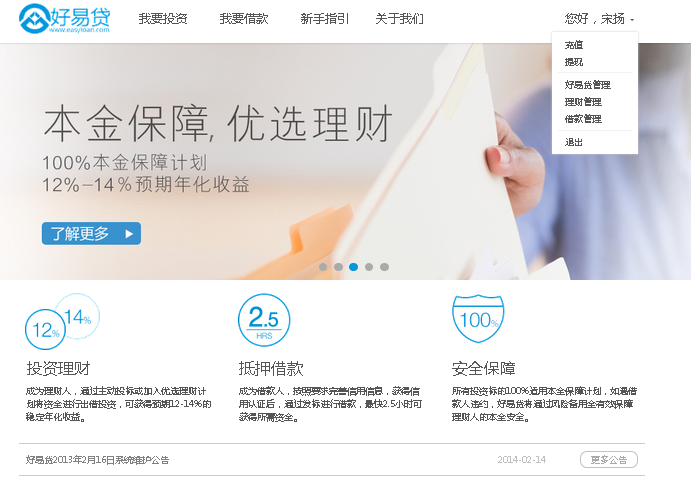 好易贷
www.easyloan.com
我要投资 我要借款 新手指引 关于我们 您好，宋扬
充值
提现
好易贷管理
理财管理
借款管理
退出
本金保障, 优选理财
100%本金保障计划
12%-14%预期年化收益
了解更多
12% 14%
投资理财
成为理财人，通过主动投标或加入优选理财计
划将资金进行出借投资，可获得预期12-14%的
稳定年化收益。
2.5
HRS
抵押借款
成为借款人，按照要求完善信用信息，获得信
用认证后，通过发标进行借款，最快2.5小时可
获得所需资金。
100%
安全保障
所有投资标的100%适用本金保障计划，如遇借
款人违约，好易贷将通过风险备用金有效保障
理财人的本金安全。
好易贷2013年2月16日系统维护公告 2014-02-14 更多公告